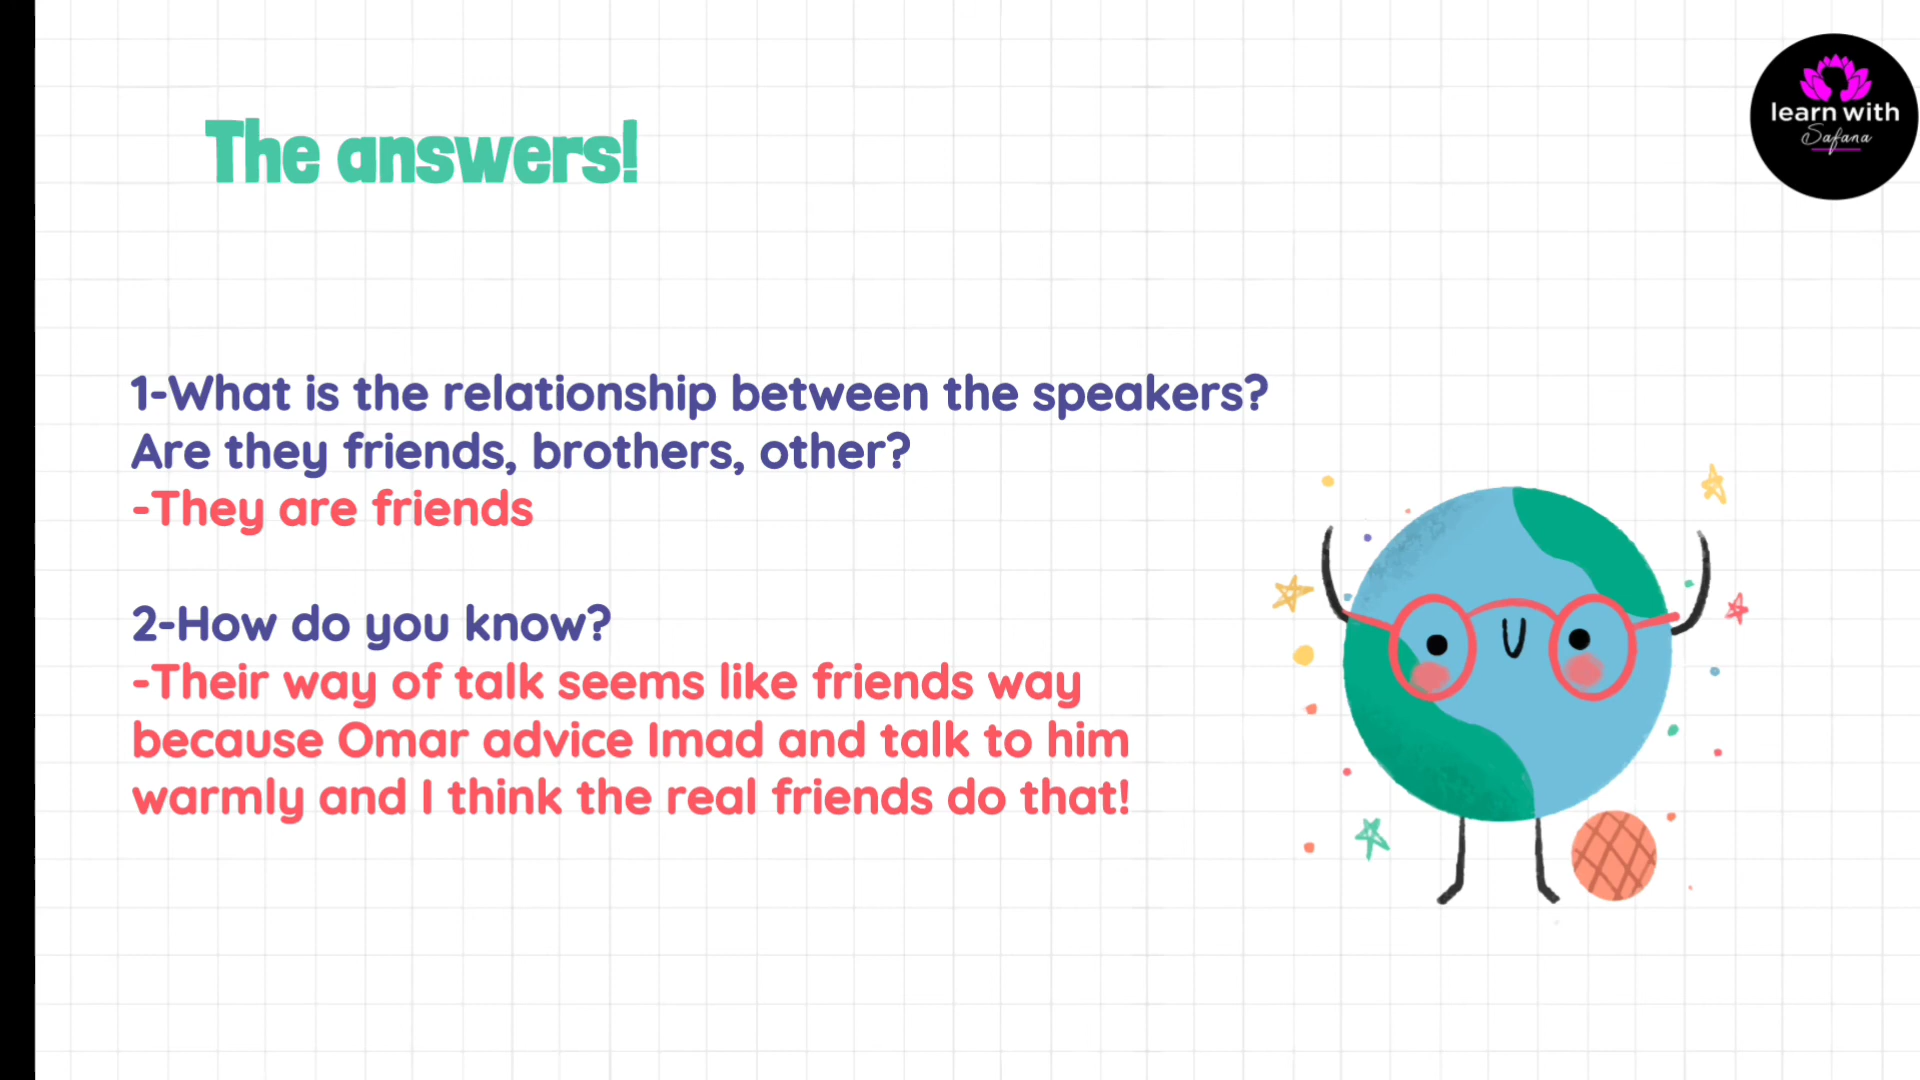 learn with
Safana
The answers!
1-What is the relationship between the speakers?
Are they friends, brothers, other?
-They are friends
2-How do you know?
-Their way of talk seems like friends way
because Omar advice Imad and talk to him
warmly and I think the real friends do that!